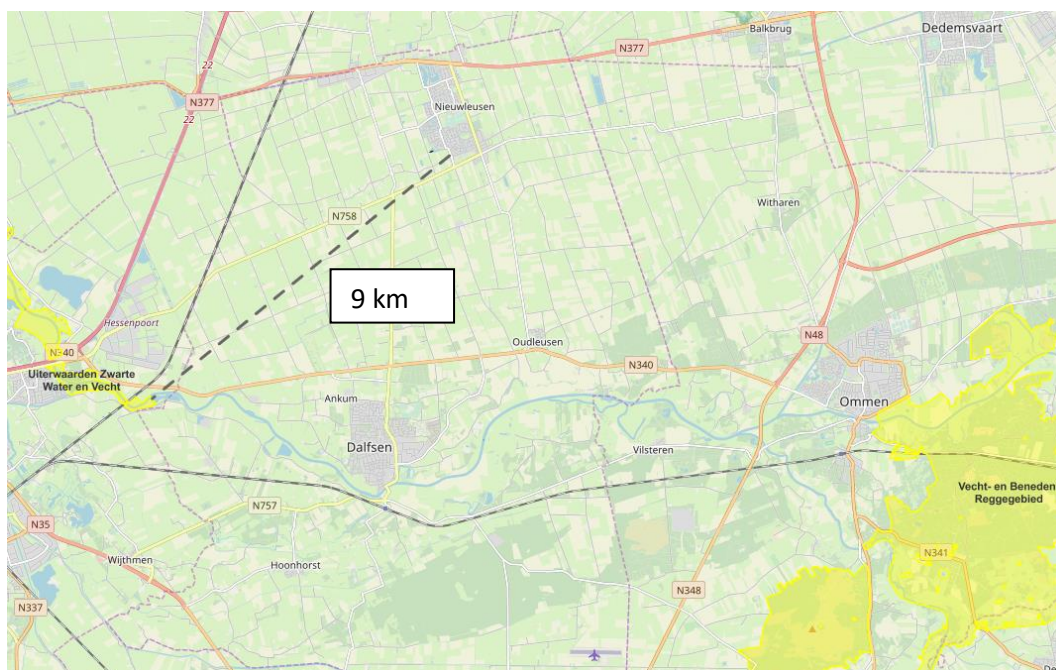 Balkbrug
Dedemsvaart
N377
22
N377
22
Nieuwleusen
Witharen
N758
9 km
Hessenpoort
N48
Oudleusen
N340
Uiterwaarden Zwarte
Water en Vecht
N340
Ankum
Ommen
Dalfsen
Vilsteren
Vecht- en Beneden
Reggegebied
N757
N35
Wijthmen
Hoonhorst
N341
N337
N348